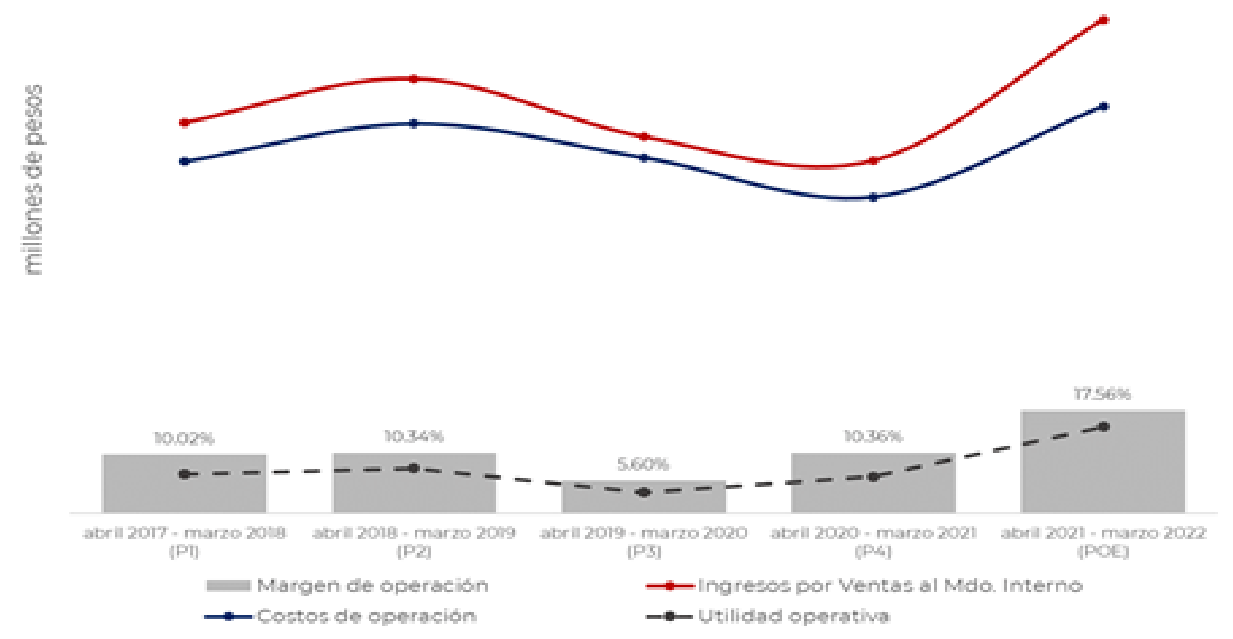 millones de pesos
17.56%
10.02%
10.34%
10.36%
5.60%
abril 2017 - marzo 2018
(P1)
abril 2018 - marzo 2019
(P2)
abril 2019 - marzo 2020
(P3)
abril 2020 - marzo 2021
(P4)
abril 2021 - marzo 2022
(POE)
Margen de operación
Ingresos por Ventas al Mdo. Interno
Costos de operación
Utilidad operativa